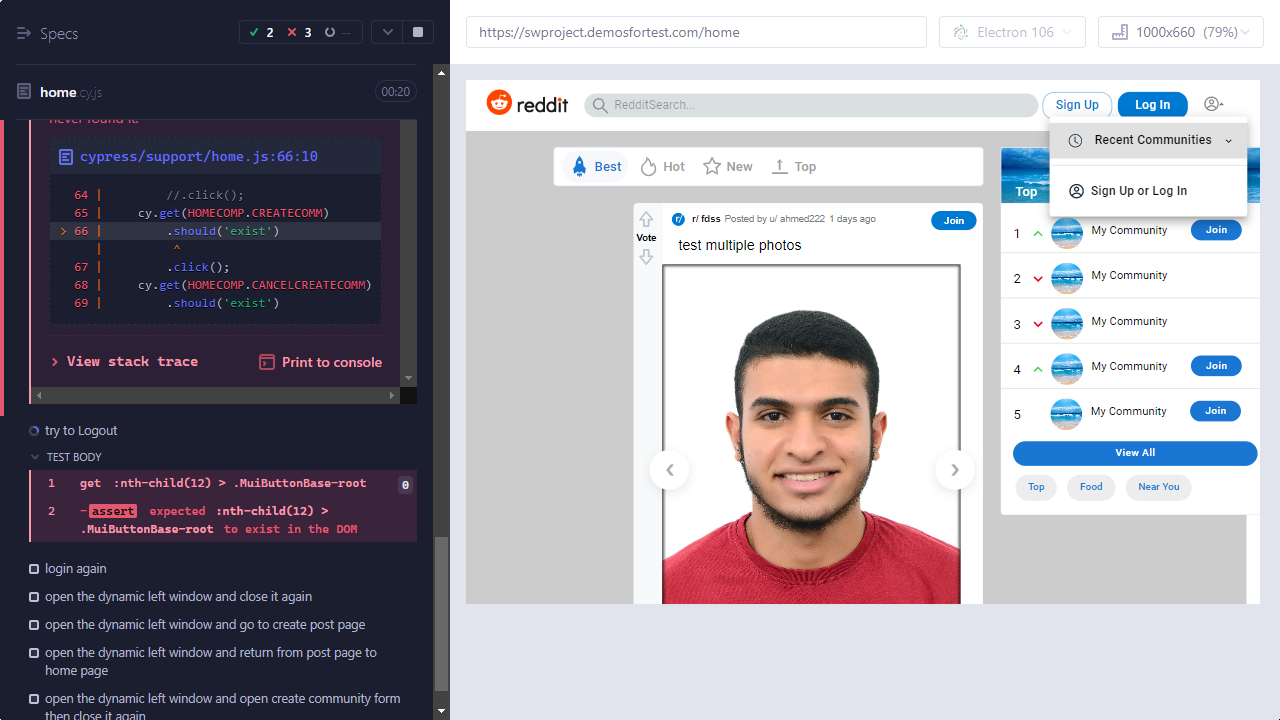 Specs
2
3
--
home.cy.js
00:20
never found it.
cypress/support/home.js:66:10
64 | //.click();
65 | cy.get(HOMECOMP.CREATECOMM)
> 66 | .should('exist')
| ^
67 | .click();
68 | cy.get(HOMECOMP.CANCELCREATECOMM)
69 | .should('exist')
> View stack trace
Print to console
try to Logout
TEST BODY
1 get :nth-child(12) > .MuiButtonBase-root 0
2 -assert expected :nth-child(12) >
.MuiButtonBase-root to exist in the DOM
login again
open the dynamic left window and close it again
open the dynamic left window and go to create post page
open the dynamic left window and return from post page to
home page
open the dynamic left window and open create community form
then close it again
https://swproject.demosfortest.com/home
Electron 106
1000x660 (79%)
reddit
RedditSearch...
Sign Up
Log In
Recent Communities
Sign Up or Log In
Best
Hot
New
Top
r/ fdss Posted by u/ ahmed222 1 days ago
Join
Vote
test multiple photos
Top
1 My Community Join
2 My Community
3 My Community
4 My Community Join
5 My Community Join
View All
Top
Food
Near You